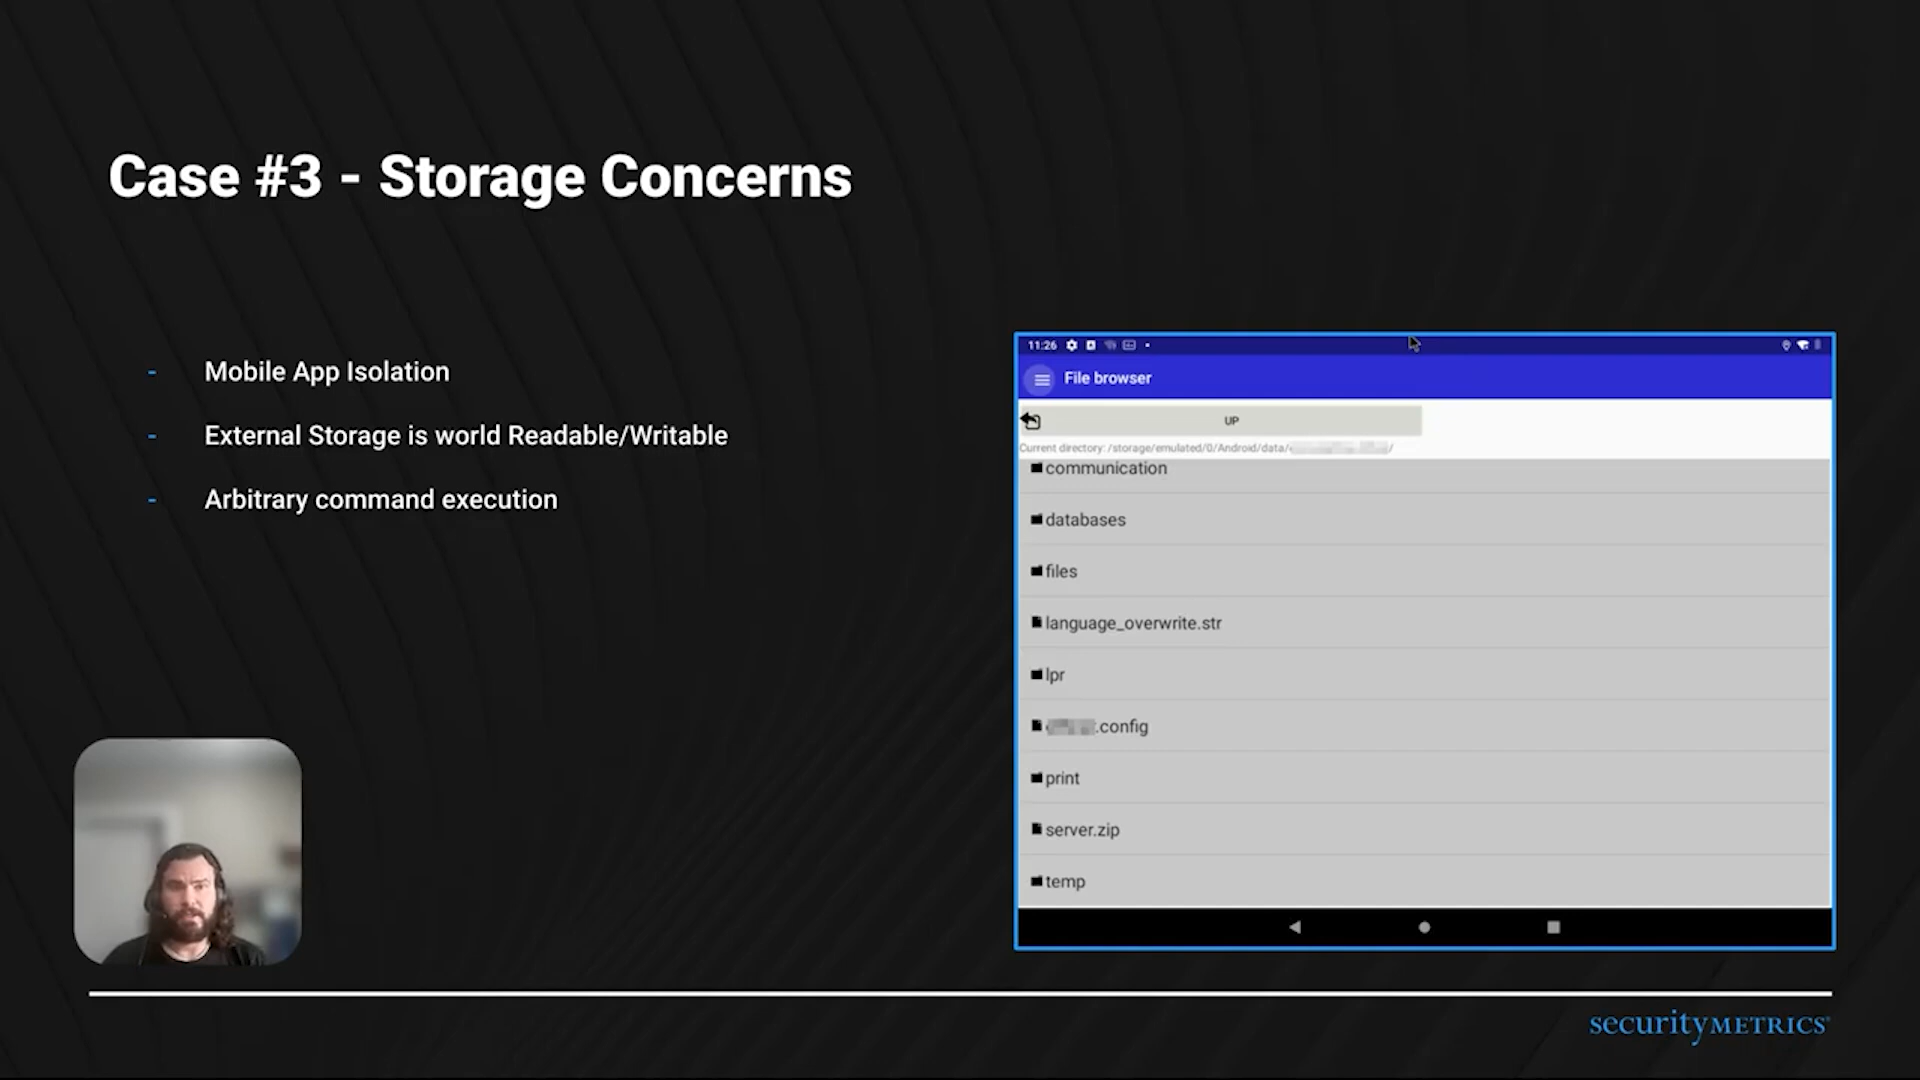 Case #3 - Storage Concerns
- Mobile App Isolation
- External Storage is world Readable/Writable
- Arbitrary command execution
11:26
File browser
UP
Current directory: /storage/emulated/0/Android/data/ /
communication
databases
files
language_overwrite.str
lpr
.config
print
server.zip
temp
securityMETRICS®